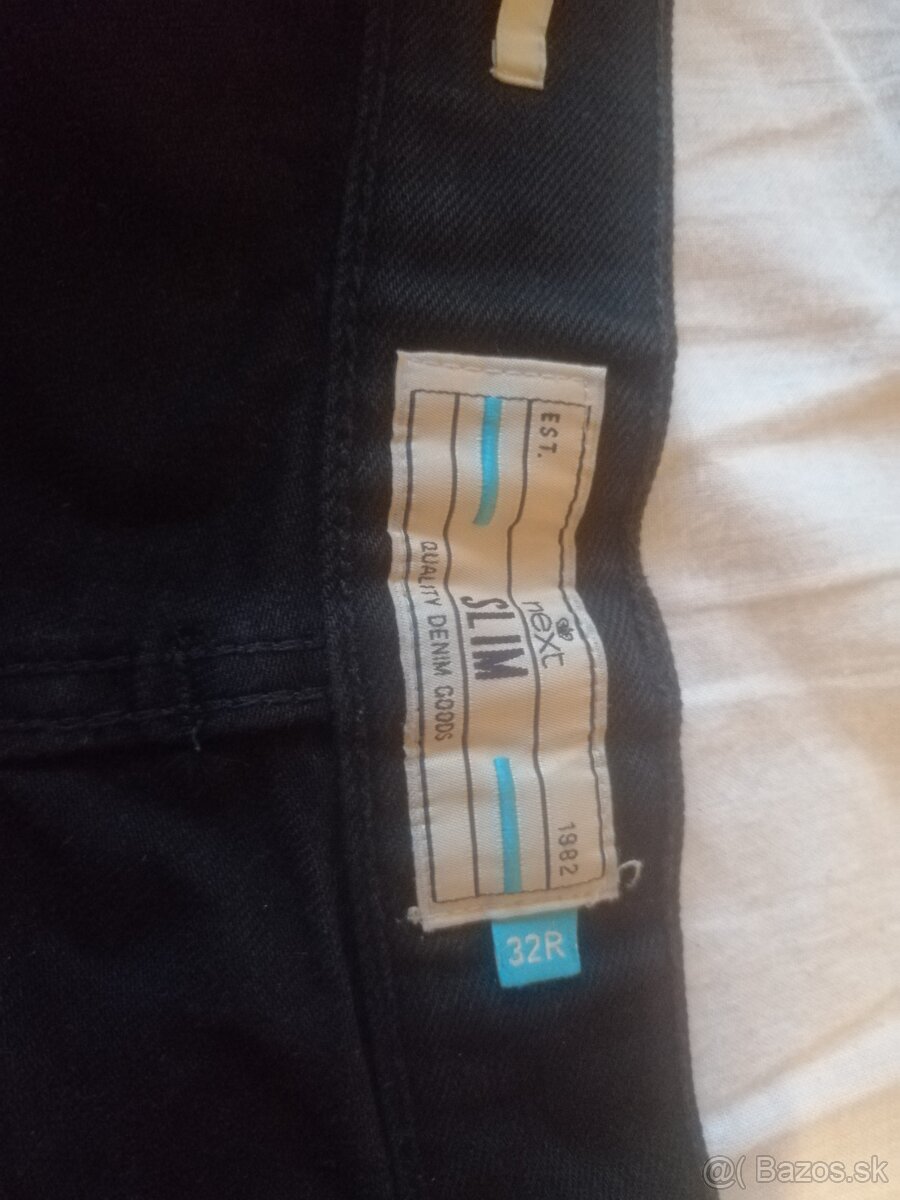 EST.
1982
next
SLIM
QUALITY DENIM GOODS
32R
@( Bazos.sk